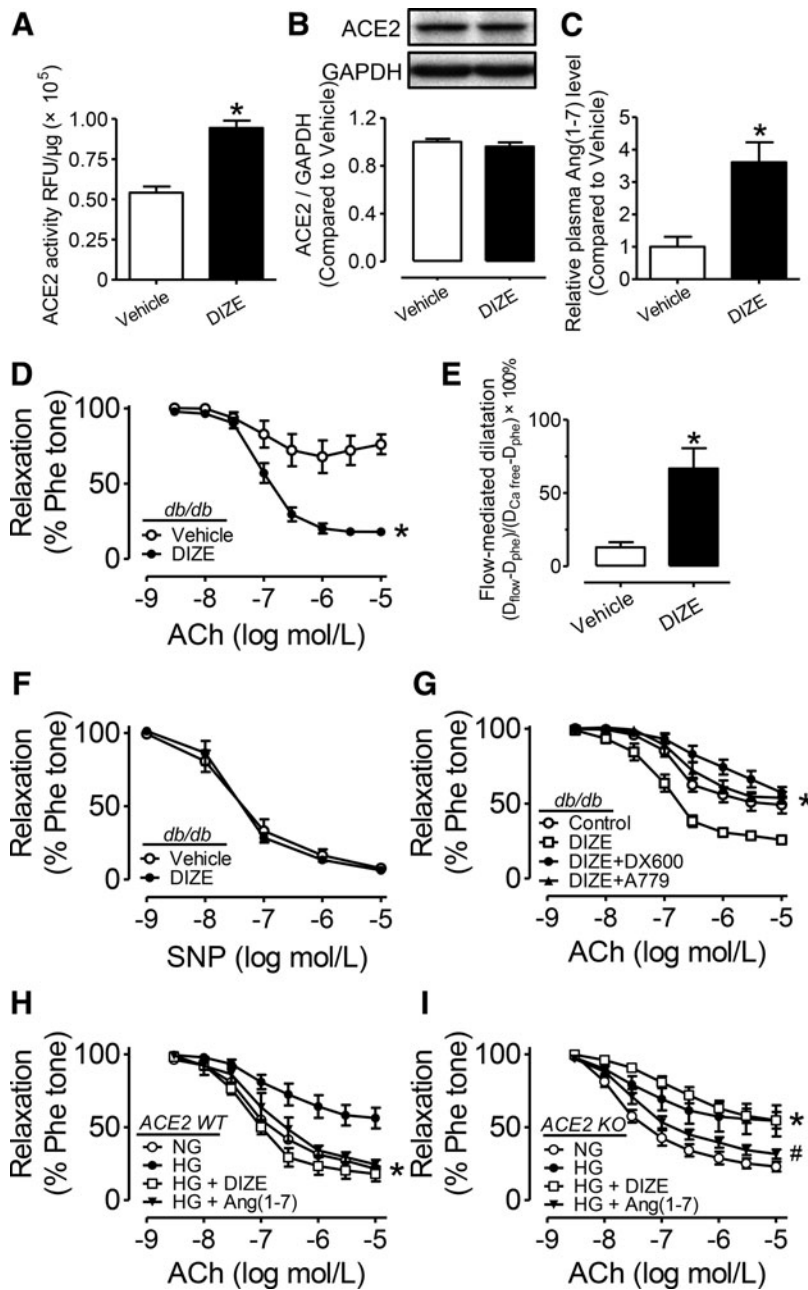 A
ACE2 activity RFU/µg (× 10⁵)
1.00
0.75
0.50
0.25
0
*
Vehicle
DIZE
B
ACE2
GAPDH
ACE2 / GAPDH
(Compared to Vehicle)
1.2
0.8
0.4
0.0
Vehicle
DIZE
C
Relative plasma Ang(1-7) level
(Compared to Vehicle)
5
4
3
2
1
0
*
Vehicle
DIZE
D
Relaxation
(% Phe tone)
100
50
0
db/db
Vehicle
DIZE
*
-9 -8 -7 -6 -5
ACh (log mol/L)
E
Flow-mediated dilatation
(Dflow-Dphe)/(DCa free-Dphe) × 100%
100
50
0
*
Vehicle
DIZE
F
Relaxation
(% Phe tone)
100
50
0
db/db
Vehicle
DIZE
-9 -8 -7 -6 -5
SNP (log mol/L)
G
Relaxation
(% Phe tone)
100
50
0
db/db
Control
DIZE
DIZE+DX600
DIZE+A779
*
-9 -8 -7 -6 -5
ACh (log mol/L)
H
Relaxation
(% Phe tone)
100
50
0
ACE2 WT
NG
HG
HG + DIZE
HG + Ang(1-7)
*
-9 -8 -7 -6 -5
ACh (log mol/L)
I
Relaxation
(% Phe tone)
100
50
0
ACE2 KO
NG
HG
HG + DIZE
HG + Ang(1-7)
*
#
-9 -8 -7 -6 -5
ACh (log mol/L)